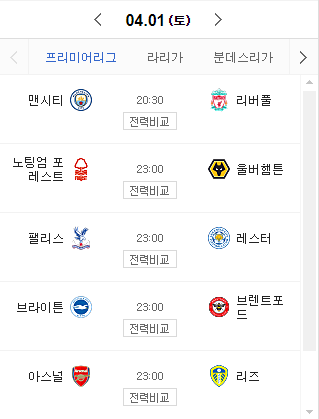 04.01 (토)
프리미어리그 라리가 분데스리가
맨시티 20:30 리버풀
전력비교
노팅엄 포
레스트 23:00 울버햄튼
전력비교
팰리스 23:00 레스터
전력비교
브라이튼 23:00 브렌트포
드
전력비교
아스널 23:00 리즈
전력비교